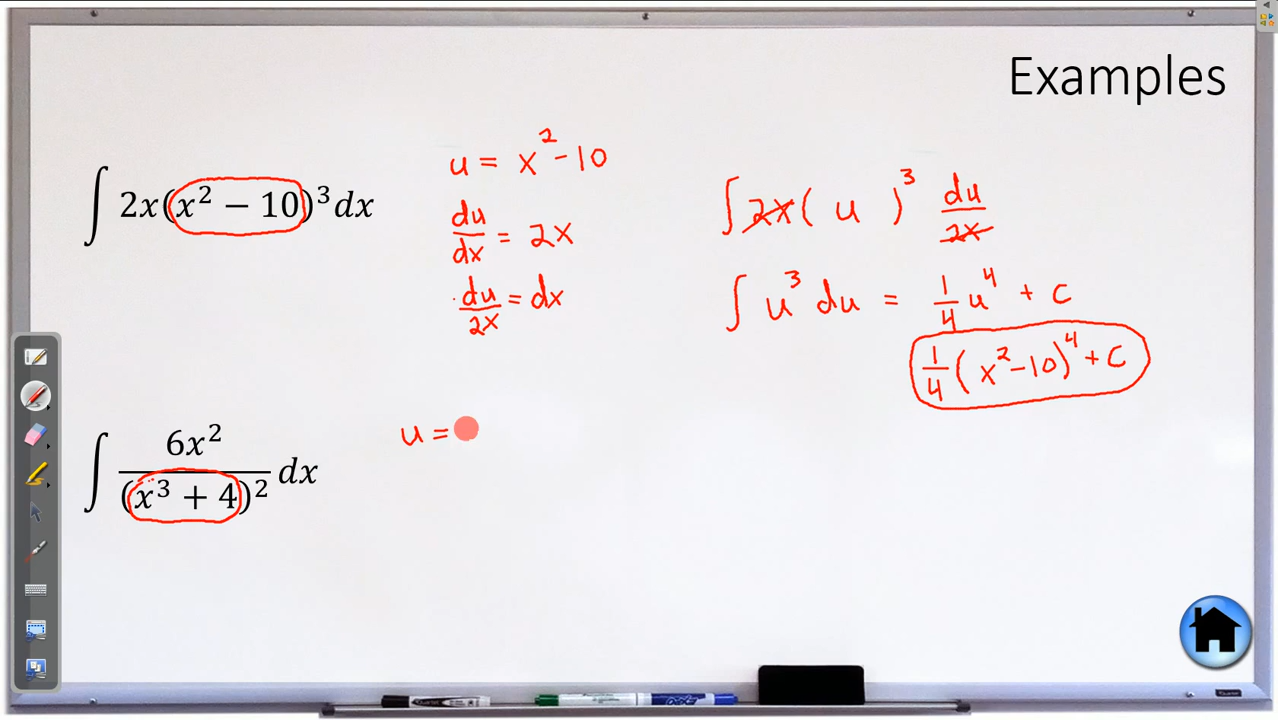 Examples
∫ 2x(x² − 10)³ dx
u = x² - 10
du/dx = 2x
du/2x = dx
∫ 2x ( u )³ du/2x
∫ u³ du = 1/4 u⁴ + c
1/4 (x² - 10)⁴ + C
∫ 6x²/(x³ + 4)² dx
u =